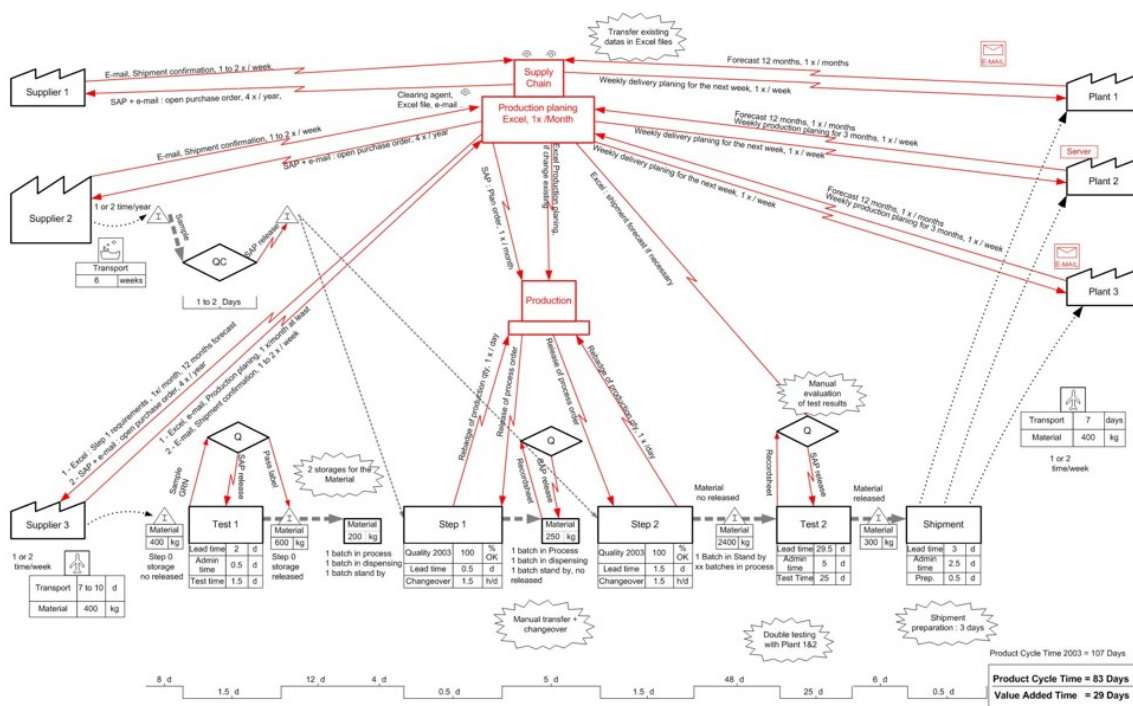 Transfer existing
datas in Excel files
E-MAIL
Supplier 1
E-mail, Shipment confirmation, 1 to 2 x / week
SAP + e-mail : open purchase order, 4 x / year,
Supply
Chain
Forecast 12 months, 1 x / months
Weekly delivery planing for the next week, 1 x / week
Plant 1
Clearing agent,
Excel file, e-mail
Production planing
Excel, 1x /Month
Forecast 12 months, 1 x / months
Weekly production planning for 3 months, 1 x / week
Weekly delivery planing for the next week, 1 x / week
Server
Plant 2
E-mail, Shipment confirmation, 1 to 2 x / week
SAP + e-mail : open purchase order, 4 x / year
Weekly delivery planing for the next week, 1 x / week
Forecast 12 months, 1 x / months
Weekly production planning for 3 months, 1 x / week
E-MAIL
Plant 3
Supplier 2
1 or 2 time/year
I
Sample
QC
SAP release
I
1 to 2 Days
Transport
6 weeks
SAP : Plan order, 1 x / month
Excel Production planing,
if change existing
Excel : shipment forecast if necessary
Production
1 - Excel : Step 1 requirements : 1x/ month, 12 months forecast
2 - SAP + e-mail : open purchase order, 4 x / year
1 - Excel, e-mail, Production planing, 1 x/month at least
2 - E-mail, Shipment confirmation, 1 to 2 x / week
Rebadge of production qty, 1 x / day
Release of process order
Release of process order
Rebadge of production qty, 1 x /day
Manual
evaluation
of test results
Transport 7 days
Material 400 kg
1 or 2
time/week
Q
Sample
GRN
SAP release
Pass label
2 storages for the
Material
Q
Recordsheet
SAP release
Q
Recordsheet
SAP release
Supplier 3
1 or 2
time/week
Transport 7 to 10 d
Material 400 kg
I
Material
400 kg
Step 0
storage
no released
Test 1
Lead time 2 d
Admin time 0.5 d
Test time 1.5 d
I
Material
600 kg
Step 0
storage
released
Material
200 kg
1 batch in process
1 batch in dispensing
1 batch stand by
Step 1
Quality 2003 100 % OK
Lead time 0.5 d
Changeover 1.5 h/d
Material
250 kg
1 batch in Process
1 batch in dispensing
1 batch stand by, no
released
Step 2
Quality 2003 100 % OK
Lead time 1.5 d
Changeover 1.5 h/d
Material
no released
I
Material
2400 kg
1 Batch in Stand by
xx batches in process
Test 2
Lead time 29.5 d
Admin time 5 d
Test Time 25 d
Material
released
I
Material
300 kg
Shipment
Lead time 3 d
Admin time 2.5 d
Prep. 0.5 d
Manual transfer +
changeover
Double testing
with Plant 1&2
Shipment
preparation : 3 days
Product Cycle Time 2003 = 107 Days
8 d 12 d 4 d 5 d 48 d 6 d
1.5 d 0.5 d 1.5 d 25 d 0.5 d
Product Cycle Time = 83 Days
Value Added Time = 29 Days